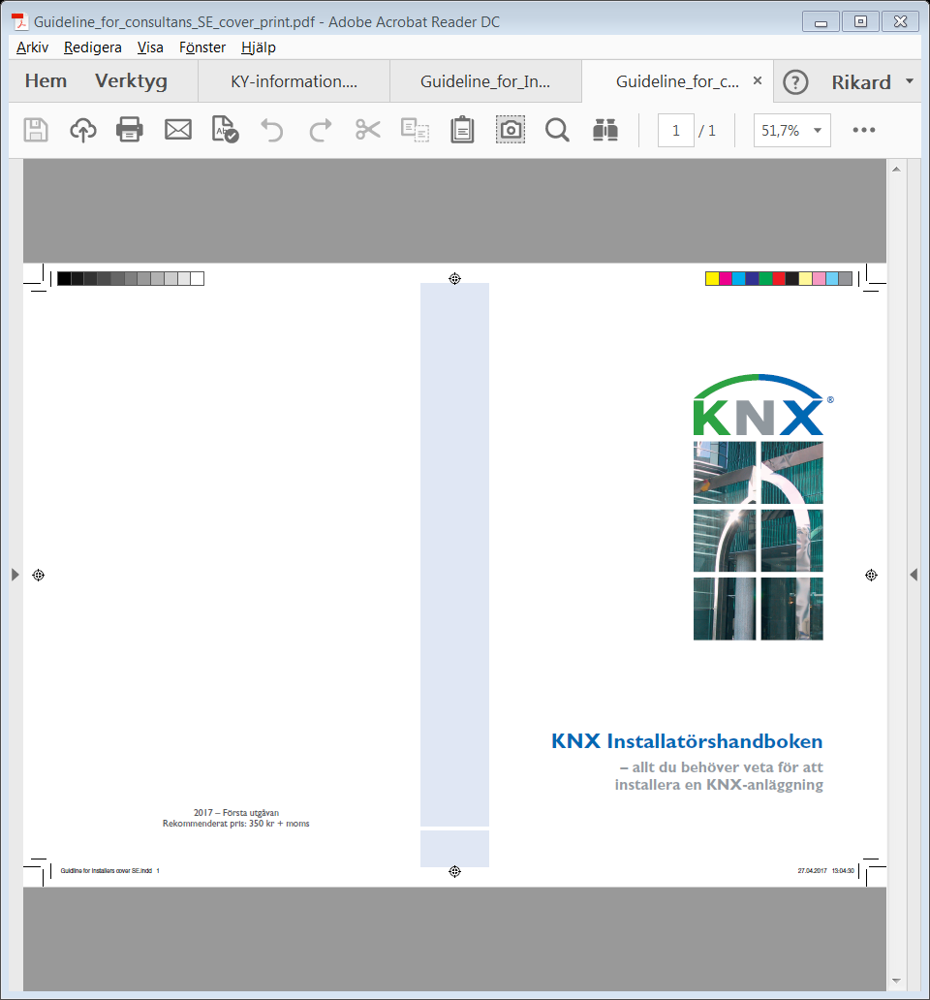 Guideline_for_consultans_SE_cover_print.pdf - Adobe Acrobat Reader DC
Arkiv Redigera Visa Fönster Hjälp
Hem Verktyg KY-information.... Guideline_for_In... Guideline_for_c... × ? Rikard
1 / 1 51,7%
KNX®
KNX Installatörshandboken
– allt du behöver veta för att
installera en KNX-anläggning
2017 – Första utgåvan
Rekommenderat pris: 350 kr + moms
Guidline for Installers cover SE.indd 1 27.04.2017 13:04:30